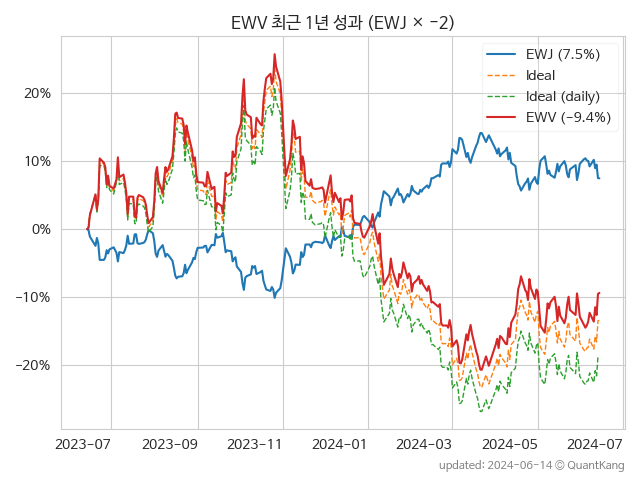 EWV 최근 1년 성과 (EWJ × −2)
EWJ (7.5%)
Ideal
Ideal (daily)
EWV (−9.4%)
20%
10%
0%
−10%
−20%
2023−07 2023−09 2023−11 2024−01 2024−03 2024−05 2024−07
updated: 2024-06-14 © QuantKang